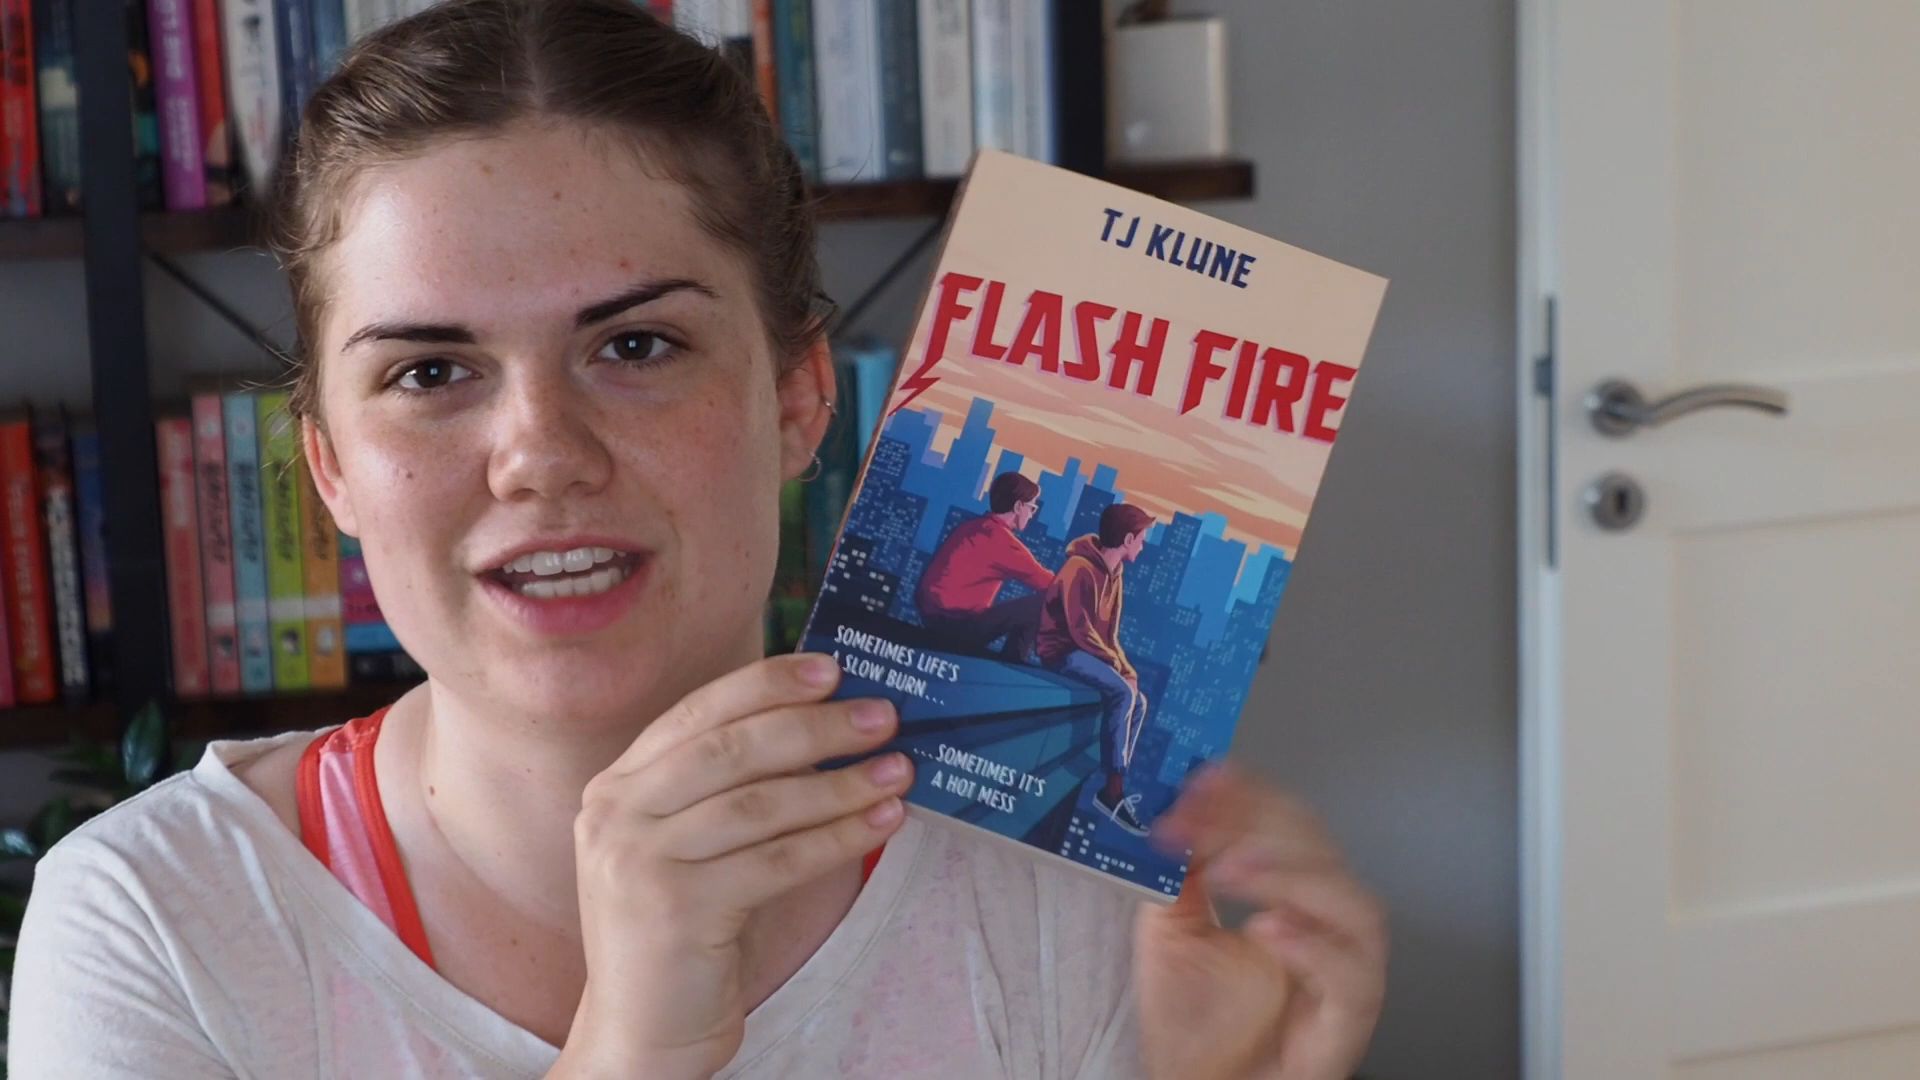 TJ KLUNE
FLASH FIRE
SOMETIMES LIFE'S
A SLOW BURN...
...SOMETIMES IT'S
A HOT MESS